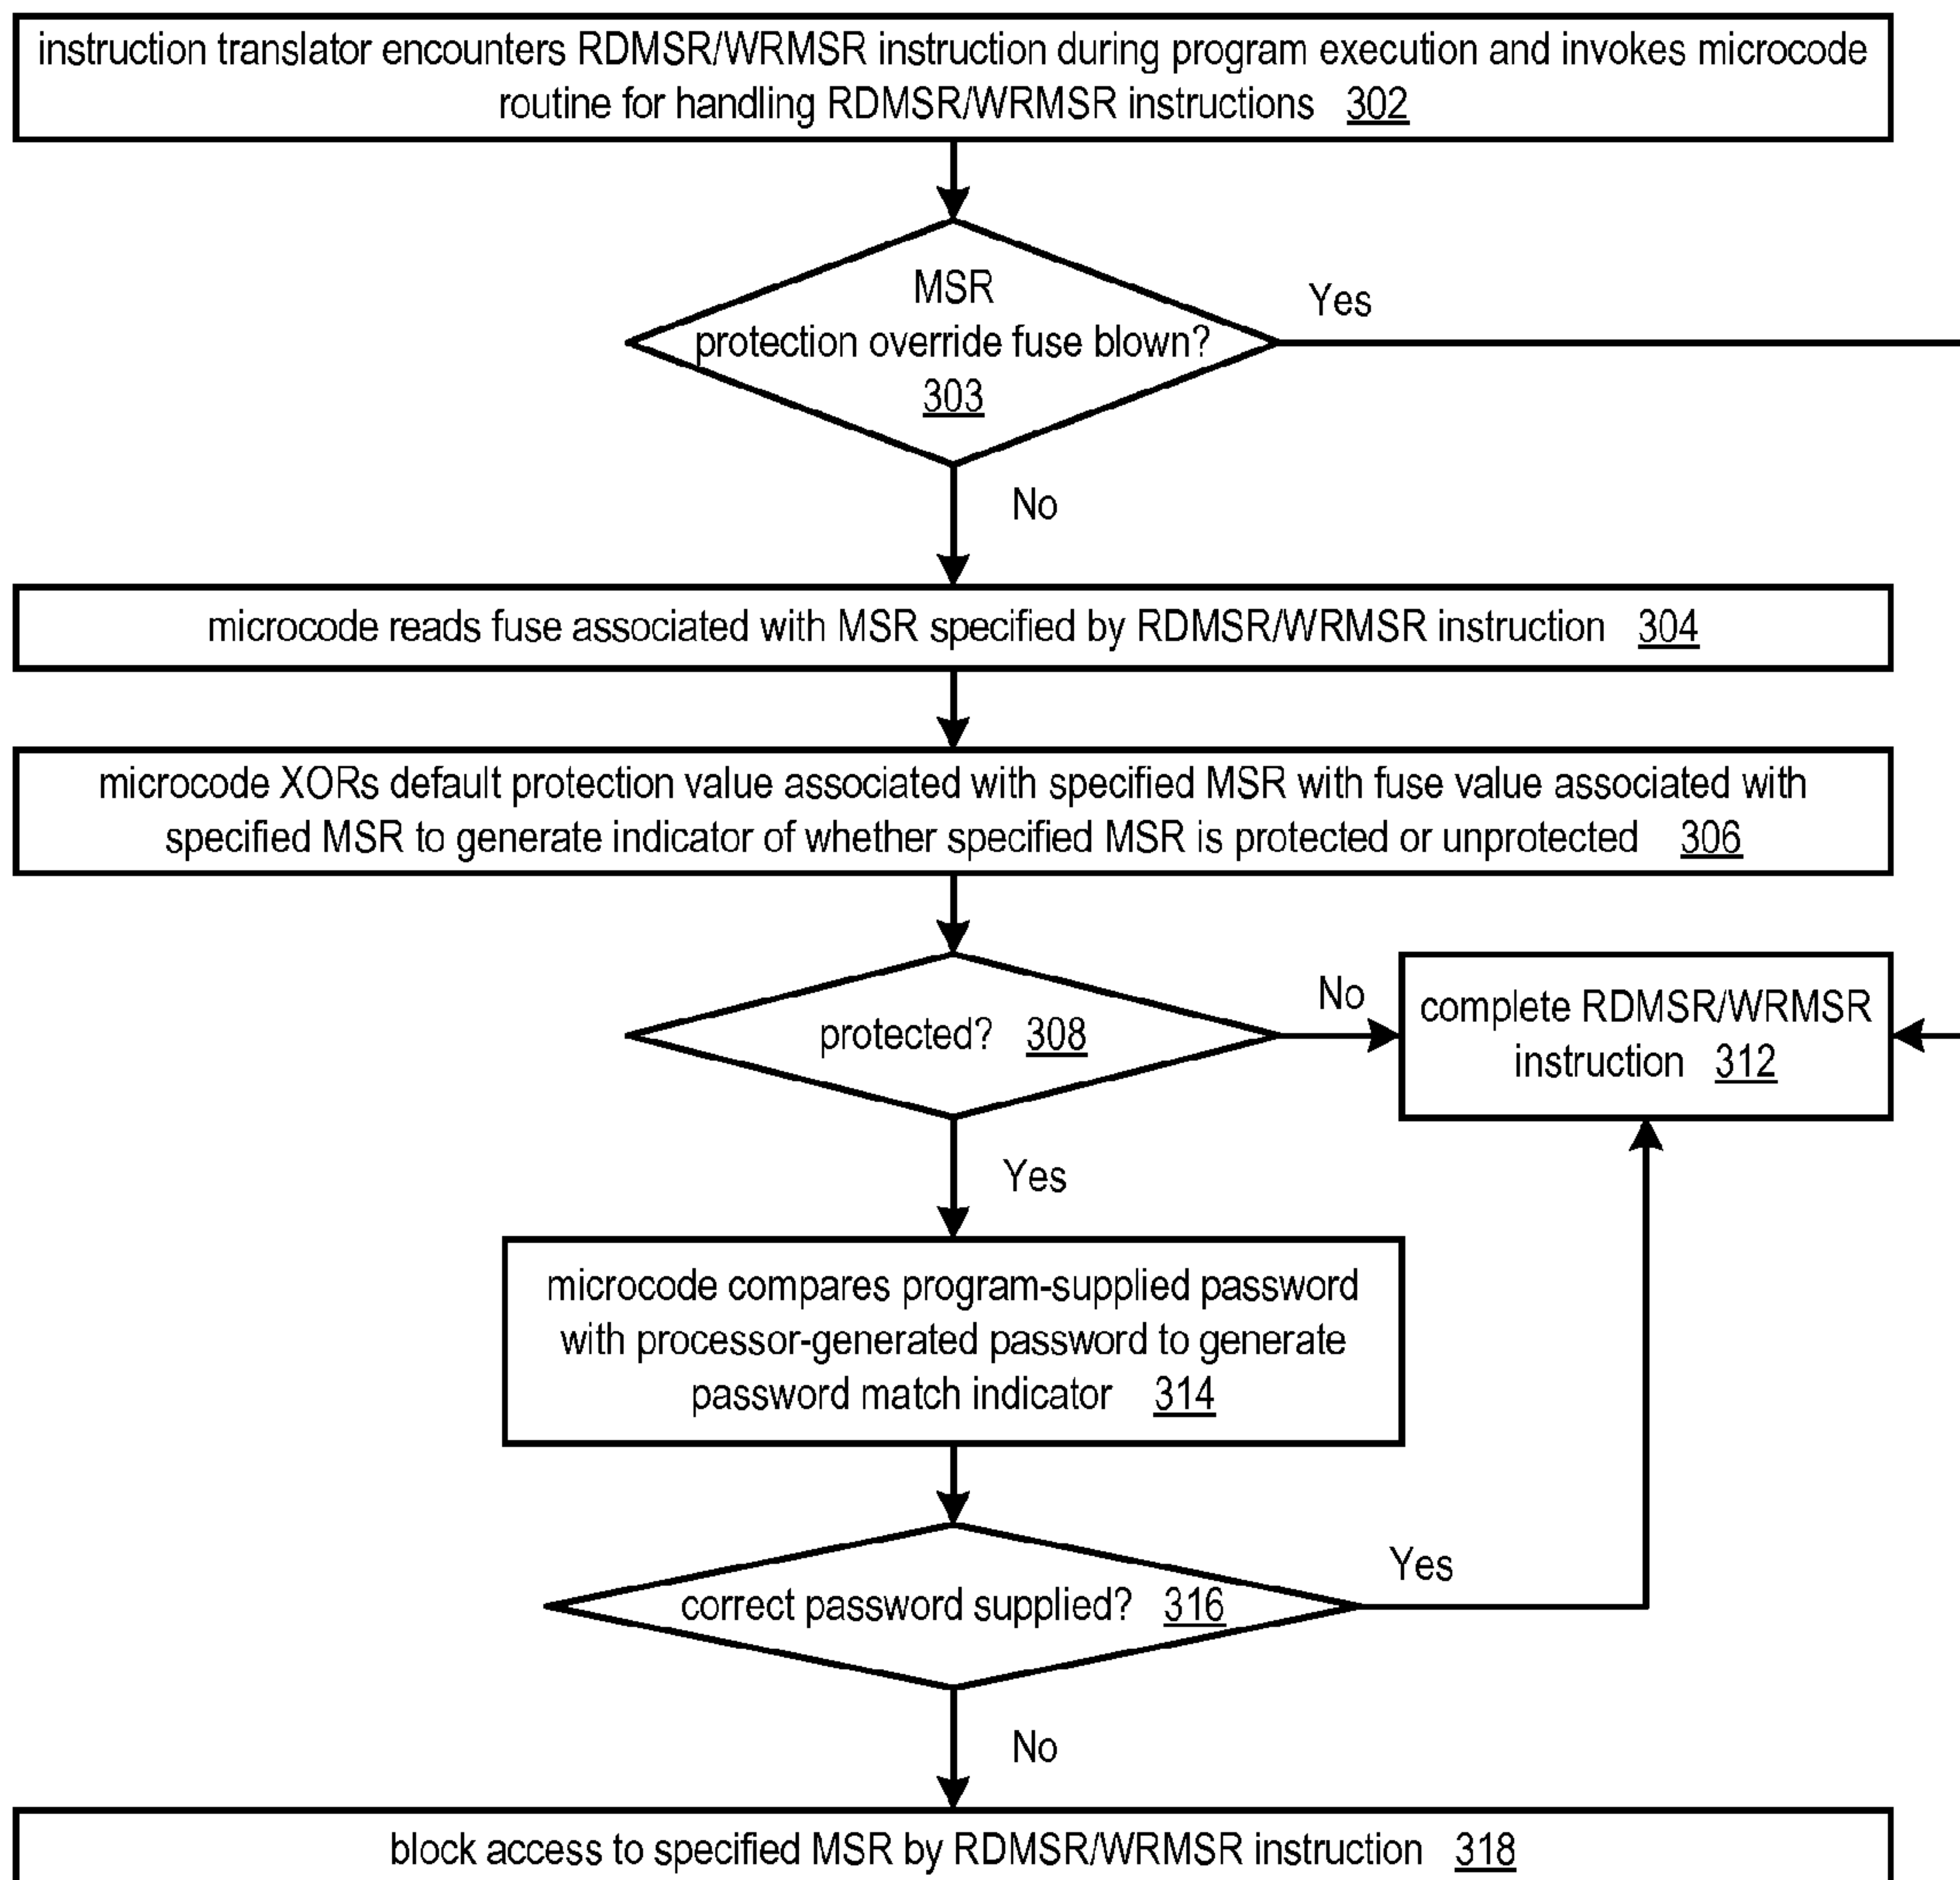 instruction translator encounters RDMSR/WRMSR instruction during program execution and invokes microcode
routine for handling RDMSR/WRMSR instructions 302
MSR
protection override fuse blown?
303
Yes
No
microcode reads fuse associated with MSR specified by RDMSR/WRMSR instruction 304
microcode XORs default protection value associated with specified MSR with fuse value associated with
specified MSR to generate indicator of whether specified MSR is protected or unprotected 306
protected? 308
No
complete RDMSR/WRMSR
instruction 312
Yes
microcode compares program-supplied password
with processor-generated password to generate
password match indicator 314
correct password supplied? 316
Yes
No
block access to specified MSR by RDMSR/WRMSR instruction 318